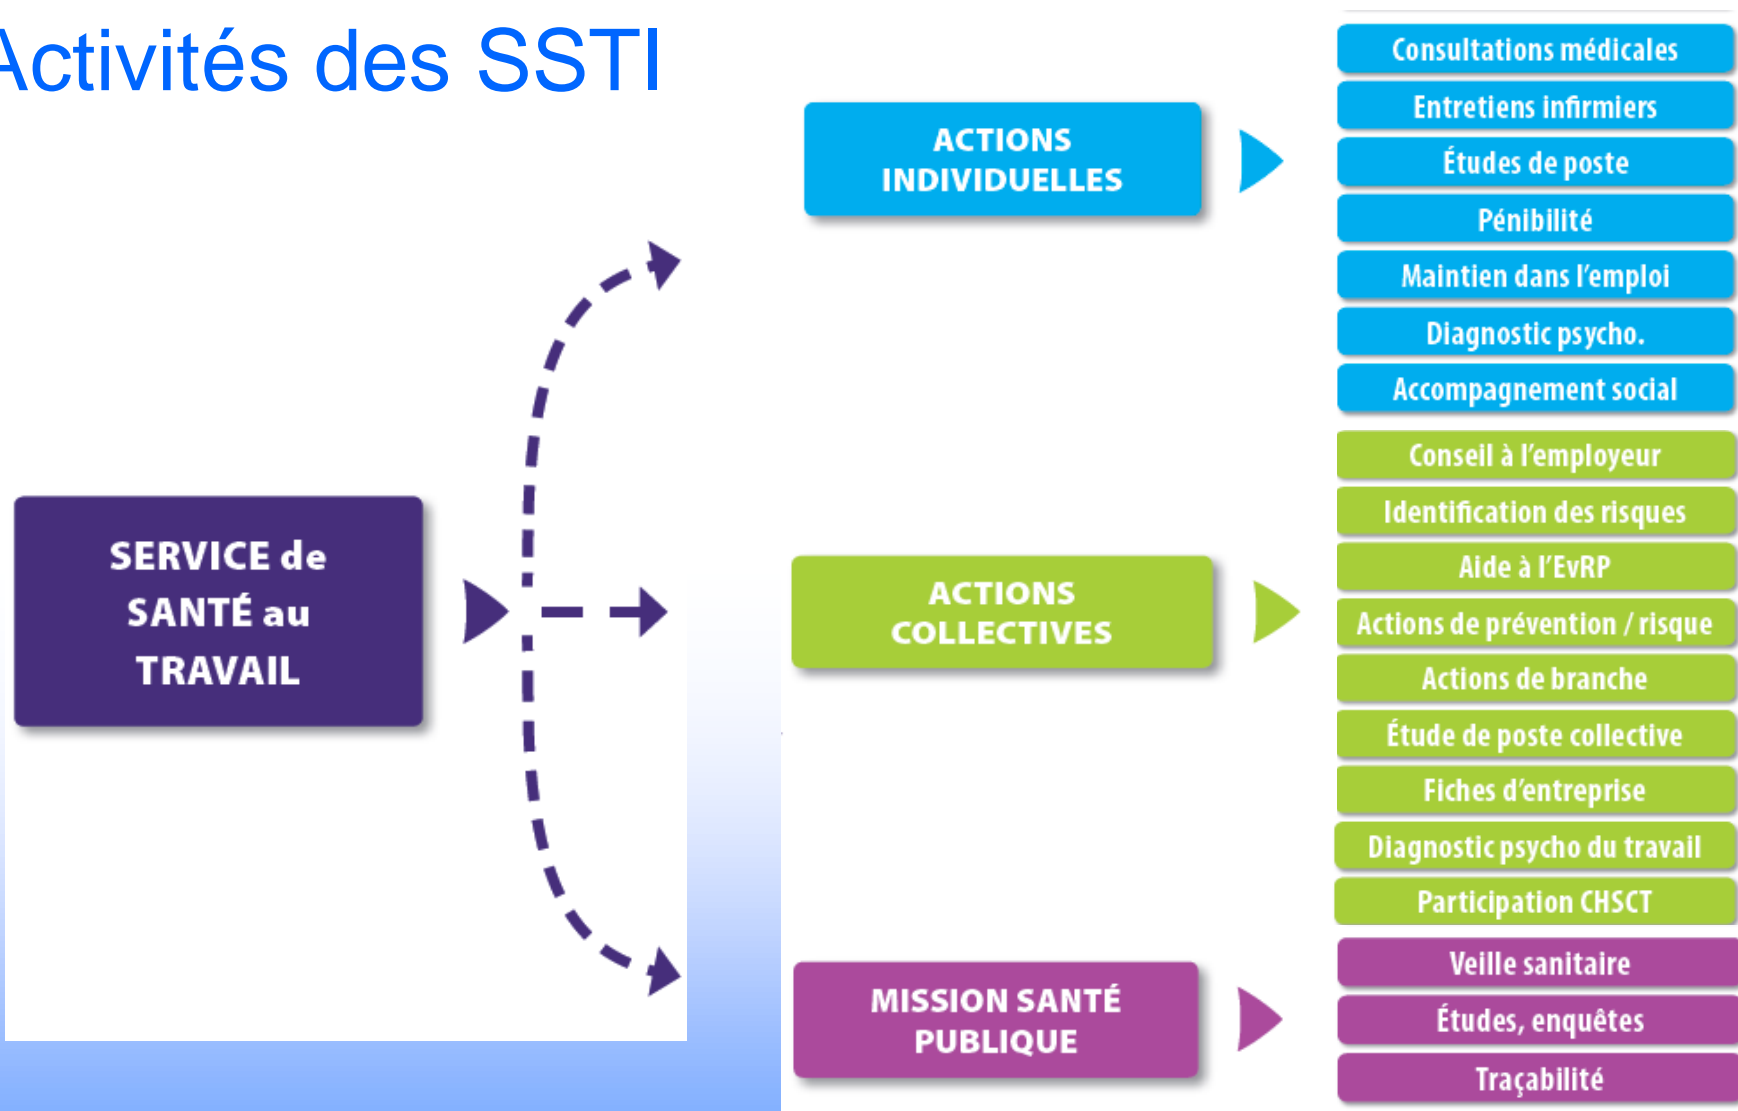 Activités des SSTI
SERVICE de
SANTÉ au
TRAVAIL
ACTIONS
INDIVIDUELLES
Consultations médicales
Entretiens infirmiers
Études de poste
Pénibilité
Maintien dans l'emploi
Diagnostic psycho.
Accompagnement social
ACTIONS
COLLECTIVES
Conseil à l'employeur
Identification des risques
Aide à l'EvRP
Actions de prévention / risque
Actions de branche
Étude de poste collective
Fiches d'entreprise
Diagnostic psycho du travail
Participation CHSCT
MISSION SANTÉ
PUBLIQUE
Veille sanitaire
Études, enquêtes
Traçabilité